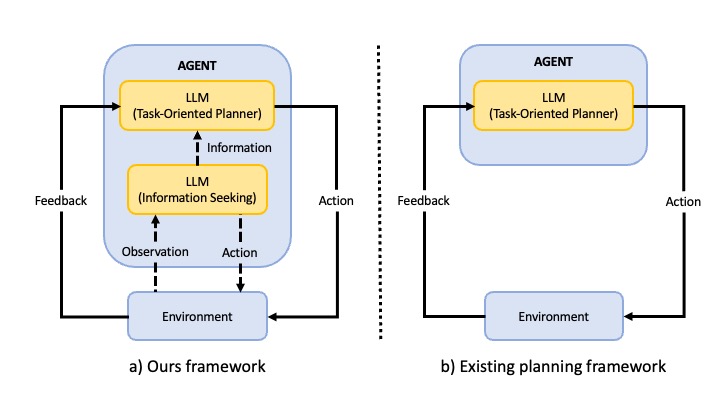 AGENT
LLM
(Task-Oriented Planner)
Information
LLM
(Information Seeking)
Feedback
Action
Observation
Action
Environment
a) Ours framework
AGENT
LLM
(Task-Oriented Planner)
Feedback
Action
Environment
b) Existing planning framework